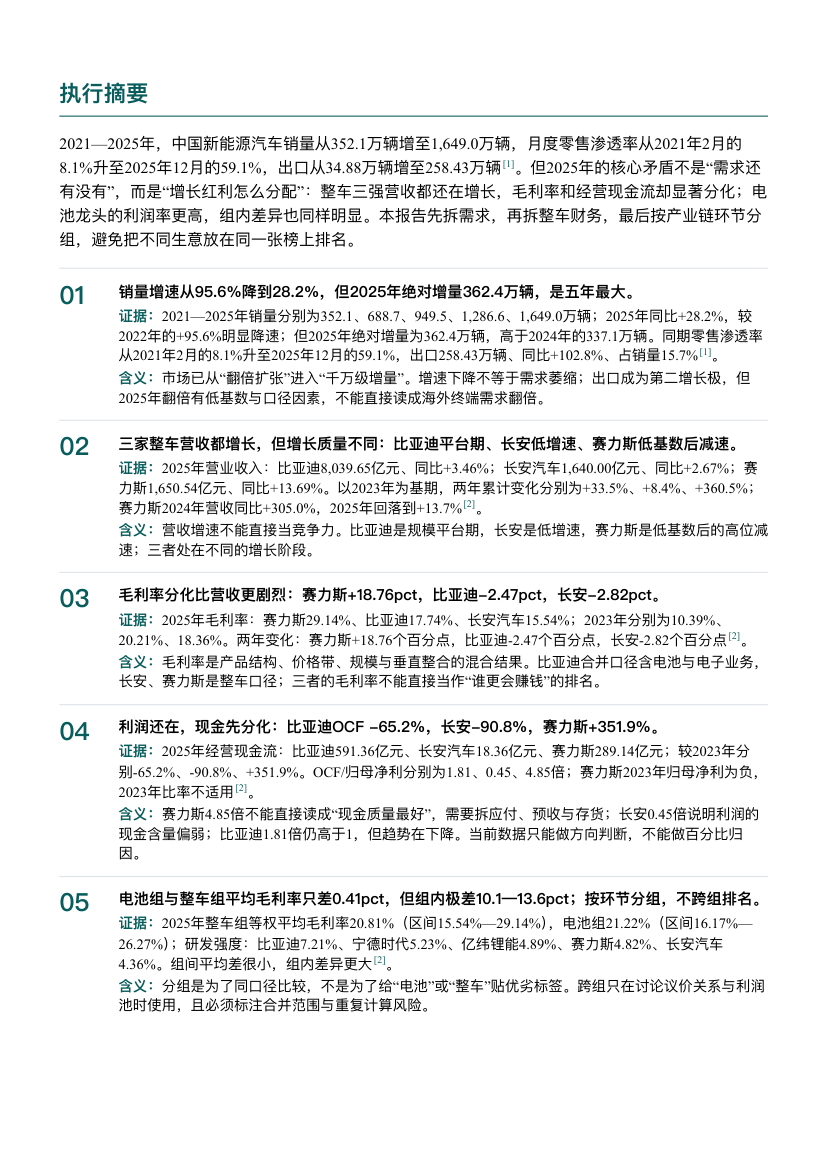 执行摘要
2021—2025年，中国新能源汽车销量从352.1万辆增至1,649.0万辆，月度零售渗透率从2021年2月的
8.1%升至2025年12月的59.1%，出口从34.88万辆增至258.43万辆[1]。但2025年的核心矛盾不是“需求还
有没有”，而是“增长红利怎么分配”：整车三强营收都还在增长，毛利率和经营现金流却显著分化；电
池龙头的利润率更高，组内差异也同样明显。本报告先拆需求，再拆整车财务，最后按产业链环节分
组，避免把不同生意放在同一张榜上排名。
01
销量增速从95.6%降到28.2%，但2025年绝对增量362.4万辆，是五年最大。
证据：2021—2025年销量分别为352.1、688.7、949.5、1,286.6、1,649.0万辆；2025年同比+28.2%，较
2022年的+95.6%明显降速；但2025年绝对增量为362.4万辆，高于2024年的337.1万辆。同期零售渗透率
从2021年2月的8.1%升至2025年12月的59.1%，出口258.43万辆、同比+102.8%、占销量15.7%[1]。
含义：市场已从“翻倍扩张”进入“千万级增量”。增速下降不等于需求萎缩；出口成为第二增长极，但
2025年翻倍有低基数与口径因素，不能直接读成海外终端需求翻倍。
02
三家整车营收都增长，但增长质量不同：比亚迪平台期、长安低增速、赛力斯低基数后减速。
证据：2025年营业收入：比亚迪8,039.65亿元、同比+3.46%；长安汽车1,640.00亿元、同比+2.67%；赛
力斯1,650.54亿元、同比+13.69%。以2023年为基期，两年累计变化分别为+33.5%、+8.4%、+360.5%；
赛力斯2024年营收同比+305.0%，2025年回落到+13.7%[2]。
含义：营收增速不能直接当竞争力。比亚迪是规模平台期，长安是低增速，赛力斯是低基数后的高位减
速；三者处在不同的增长阶段。
03
毛利率分化比营收更剧烈：赛力斯+18.76pct，比亚迪−2.47pct，长安−2.82pct。
证据：2025年毛利率：赛力斯29.14%、比亚迪17.74%、长安汽车15.54%；2023年分别为10.39%、
20.21%、18.36%。两年变化：赛力斯+18.76个百分点，比亚迪-2.47个百分点，长安-2.82个百分点[2]。
含义：毛利率是产品结构、价格带、规模与垂直整合的混合结果。比亚迪合并口径含电池与电子业务，
长安、赛力斯是整车口径；三者的毛利率不能直接当作“谁更会赚钱”的排名。
04
利润还在，现金先分化：比亚迪OCF −65.2%，长安−90.8%，赛力斯+351.9%。
证据：2025年经营现金流：比亚迪591.36亿元、长安汽车18.36亿元、赛力斯289.14亿元；较2023年分
别-65.2%、-90.8%、+351.9%。OCF/归母净利分别为1.81、0.45、4.85倍；赛力斯2023年归母净利为负，
2023年比率不适用[2]。
含义：赛力斯4.85倍不能直接读成“现金质量最好”，需要拆应付、预收与存货；长安0.45倍说明利润的
现金含量偏弱；比亚迪1.81倍仍高于1，但趋势在下降。当前数据只能做方向判断，不能做百分比归
因。
05
电池组与整车组平均毛利率只差0.41pct，但组内极差10.1—13.6pct；按环节分组，不跨组排名。
证据：2025年整车组等权平均毛利率20.81%（区间15.54%—29.14%），电池组21.22%（区间16.17%—
26.27%）；研发强度：比亚迪7.21%、宁德时代5.23%、亿纬锂能4.89%、赛力斯4.82%、长安汽车
4.36%。组间平均差很小，组内差异更大[2]。
含义：分组是为了同口径比较，不是为了给“电池”或“整车”贴优劣标签。跨组只在讨论议价关系与利润
池时使用，且必须标注合并范围与重复计算风险。